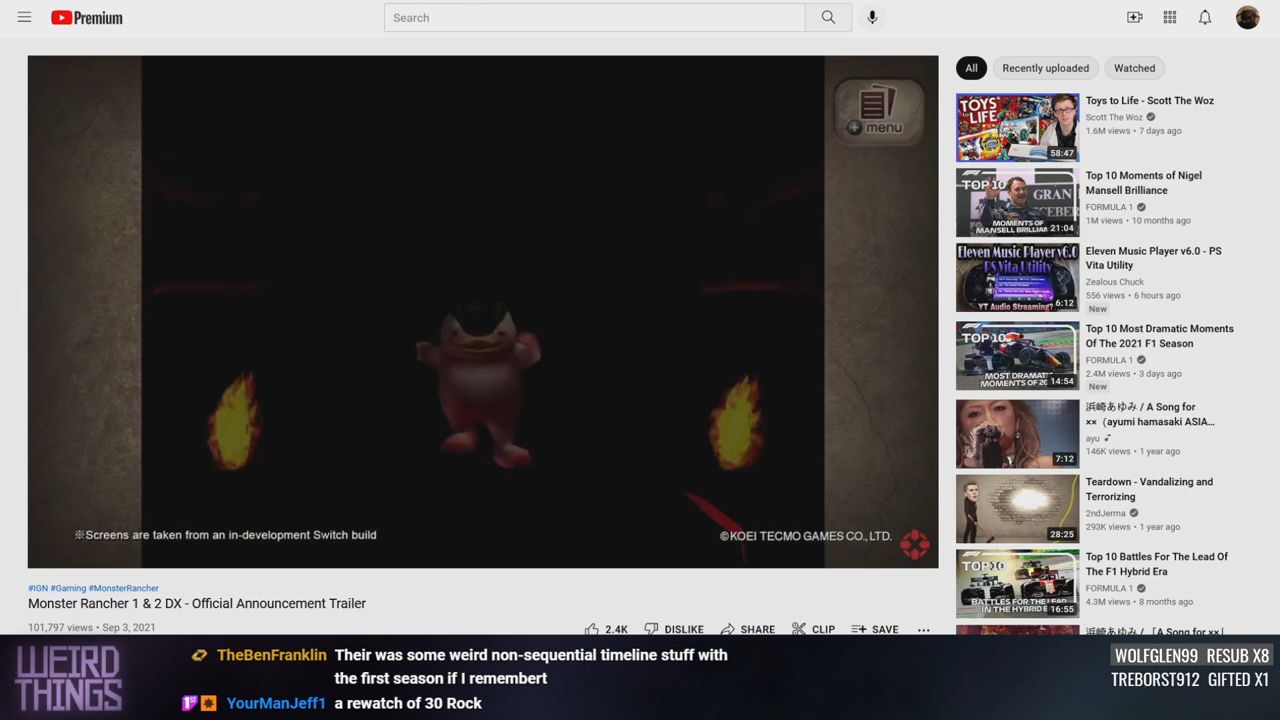 Premium
Search
menu
※Screens are taken from an in-development Switch build
©KOEI TECMO GAMES CO., LTD.
#IGN #Gaming #MonsterRancher
Monster Rancher 1 & 2 DX - Official Announcement Trailer
101,797 views • Sep 3, 2021
2.4K
DISLIKE
SHARE
CLIP
SAVE
All
Recently uploaded
Watched
TOYS
LIFE
58:47
Toys to Life - Scott The Woz
Scott The Woz
1.6M views • 7 days ago
TOP 10
GRAN
MOMENTS OF
MANSELL BRILLIAN
21:04
Top 10 Moments of Nigel
Mansell Brilliance
FORMULA 1
1M views • 10 months ago
Eleven Music Player v6.0
PS Vita Utility
YT Audio Streaming?
6:12
Eleven Music Player v6.0 - PS
Vita Utility
Zealous Chuck
556 views • 6 hours ago
New
TOP 10
MOST DRAMATI
MOMENTS OF 20
14:54
Top 10 Most Dramatic Moments
Of The 2021 F1 Season
FORMULA 1
2.4M views • 3 days ago
New
7:12
浜崎あゆみ / A Song for
××（ayumi hamasaki ASIA...
ayu
146K views • 1 year ago
28:25
Teardown - Vandalizing and
Terrorizing
2ndJerma
293K views • 1 year ago
TOP 10
BATTLES FOR THE LEAD
IN THE HYBRID E
16:55
Top 10 Battles For The Lead Of
The F1 Hybrid Era
FORMULA 1
4.3M views • 8 months ago
浜崎あゆみ / 「A Song for ××」
WEIRD
THINGS
TheBenFranklin Their was some weird non-sequential timeline stuff with
the first season if I remembert
YourManJeff1 a rewatch of 30 Rock
WOLFGLEN99 RESUB X8
TREBORST912 GIFTED X1